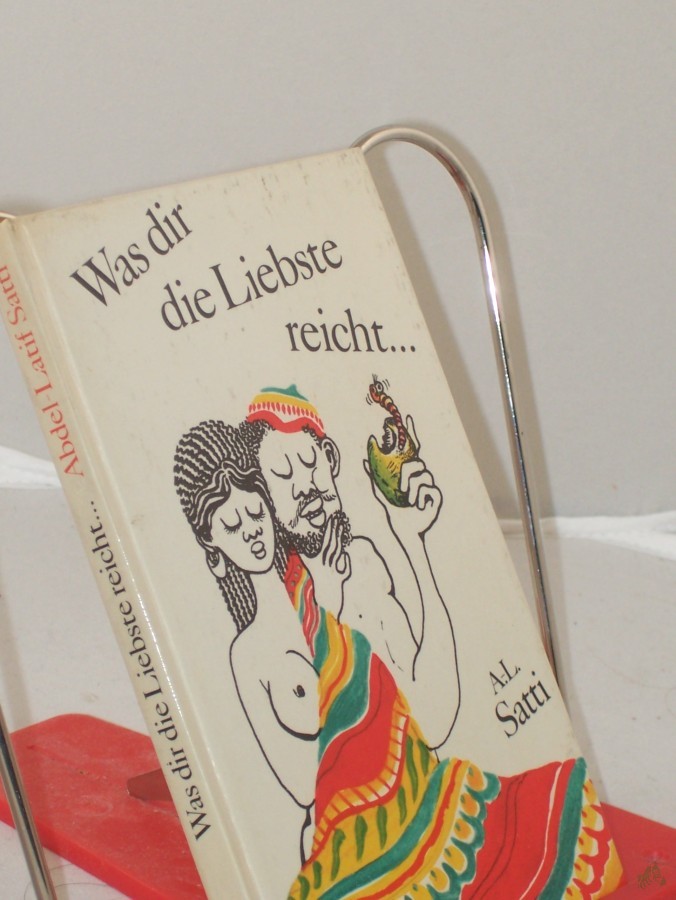 Was dir
die Liebste
reicht...
A.-L.
Satti
Was dir die Liebste reicht... Abdel-Latif Satti